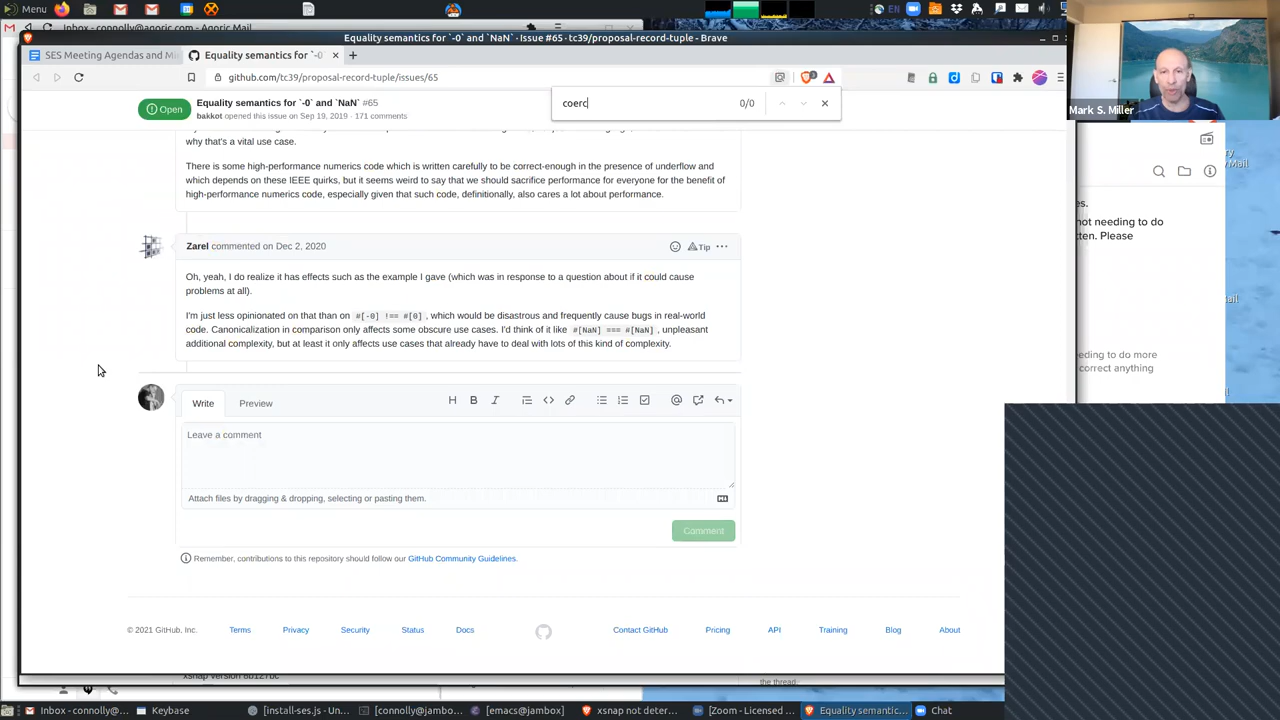 Menu
EN
Inbox - connolly@agoric
Equality semantics for `-0` and `NaN` · Issue #65 · tc39/proposal-record-tuple - Brave
SES Meeting Agendas and Mi
Equality semantics for `-0`
github.com/tc39/proposal-record-tuple/issues/65
coerc
0/0
Open
Equality semantics for `-0` and `NaN` #65
bakkot opened this issue on Sep 19, 2019 · 171 comments
why that's a vital use case.
There is some high-performance numerics code which is written carefully to be correct-enough in the presence of underflow and
which depends on these IEEE quirks, but it seems weird to say that we should sacrifice performance for everyone for the benefit of
high-performance numerics code, especially given that such code, definitionally, also cares a lot about performance.
Zarel commented on Dec 2, 2020
Tip
Oh, yeah, I do realize it has effects such as the example I gave (which was in response to a question about if it could cause
problems at all).
I'm just less opinionated on that than on #[-0] !== #[0] , which would be disastrous and frequently cause bugs in real-world
code. Canonicalization in comparison only affects some obscure use cases. I'd think of it like #[NaN] === #[NaN] , unpleasant
additional complexity, but at least it only affects use cases that already have to deal with lots of this kind of complexity.
Write
Preview
Leave a comment
Attach files by dragging & dropping, selecting or pasting them.
Comment
Remember, contributions to this repository should follow our GitHub Community Guidelines.
© 2021 GitHub, Inc.
Terms
Privacy
Security
Status
Docs
Contact GitHub
Pricing
API
Training
Blog
About
Mark S. Miller
Mail
es.
not needing to do
tten. Please
eeding to do more
correct anything
the thread.
Inbox - connolly@ag...
Keybase
[install-ses.js - Un...
[connolly@jambo...
[emacs@jambox]
xsnap not deter...
[Zoom - Licensed ...
Equality semantic...
Chat